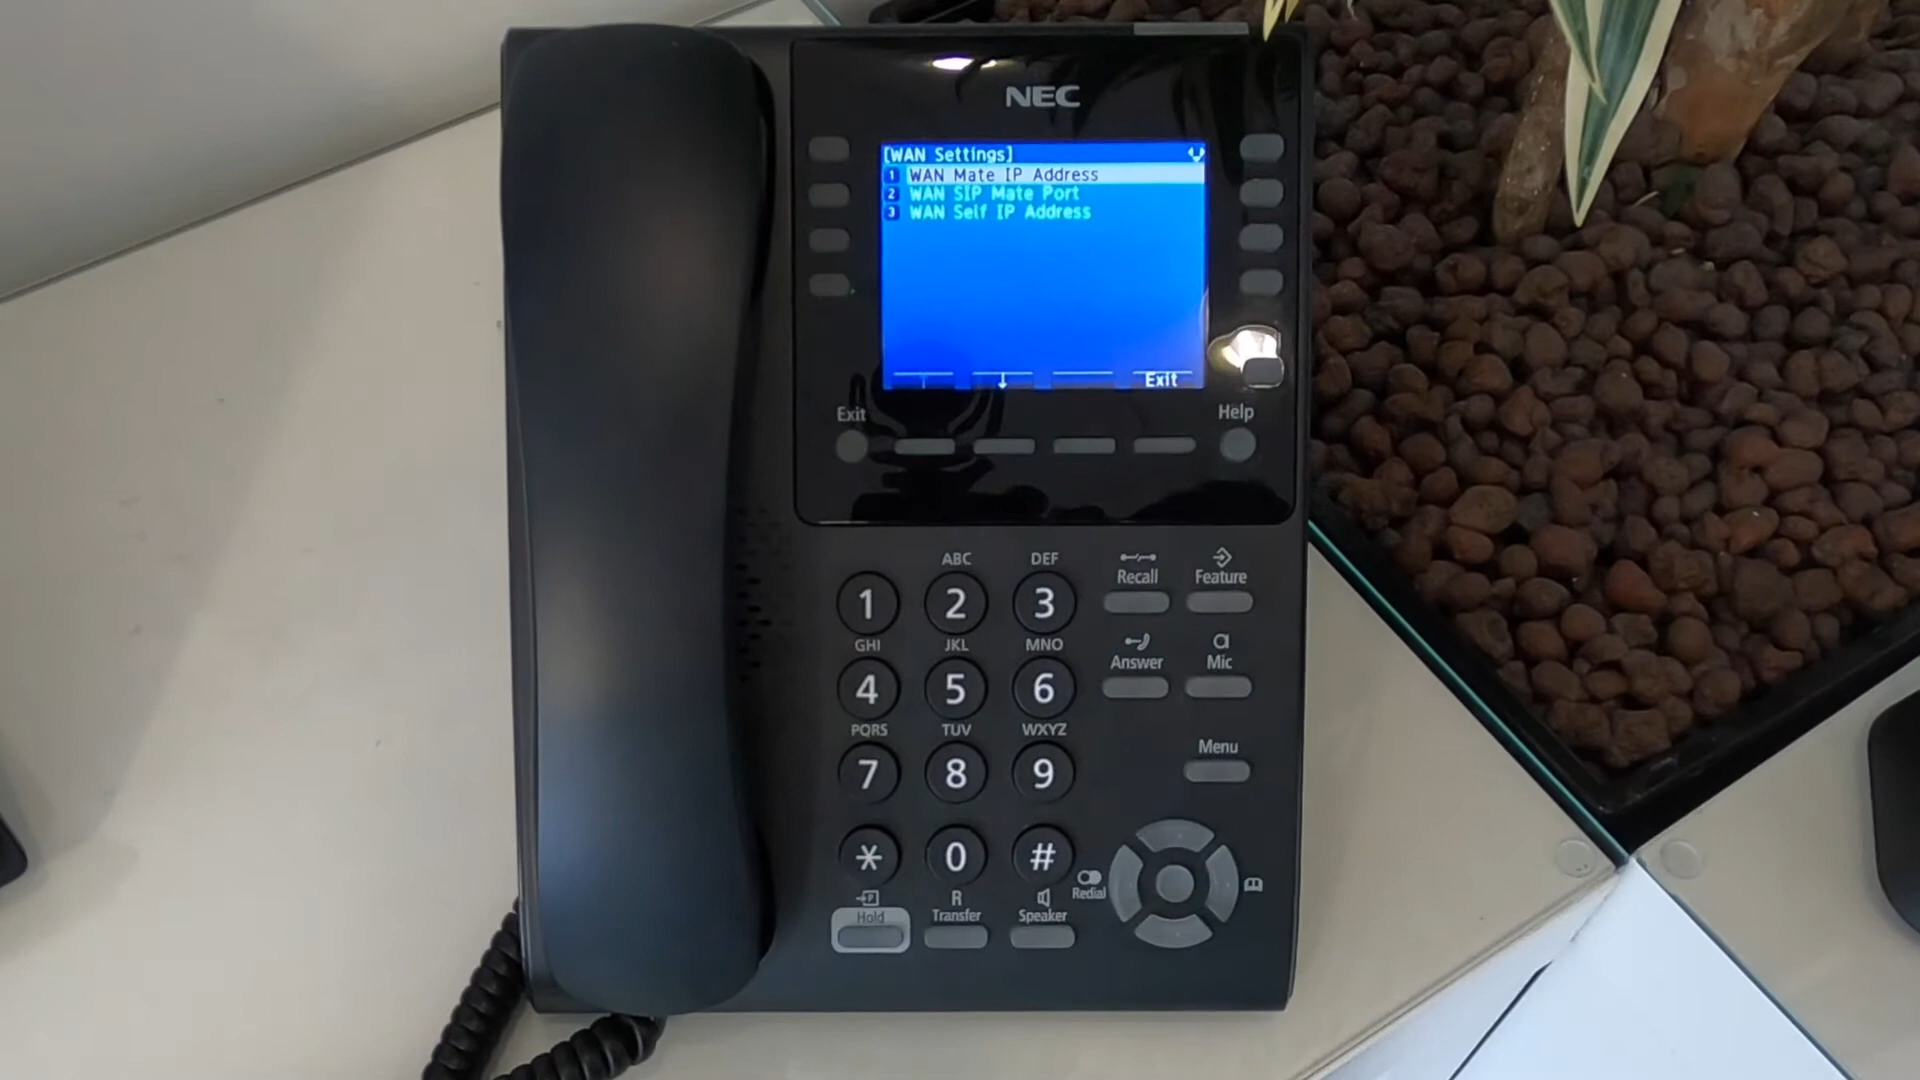 NEC
[WAN Settings]
1 WAN Mate IP Address
2 WAN SIP Mate Port
3 WAN Self IP Address
↑ ↓ Exit
Exit Help
ABC DEF
1 2 3
Recall Feature
GHI JKL MNO
4 5 6
Answer Mic
PQRS TUV WXYZ
7 8 9
Menu
* 0 #
Redial
R
Hold Transfer Speaker